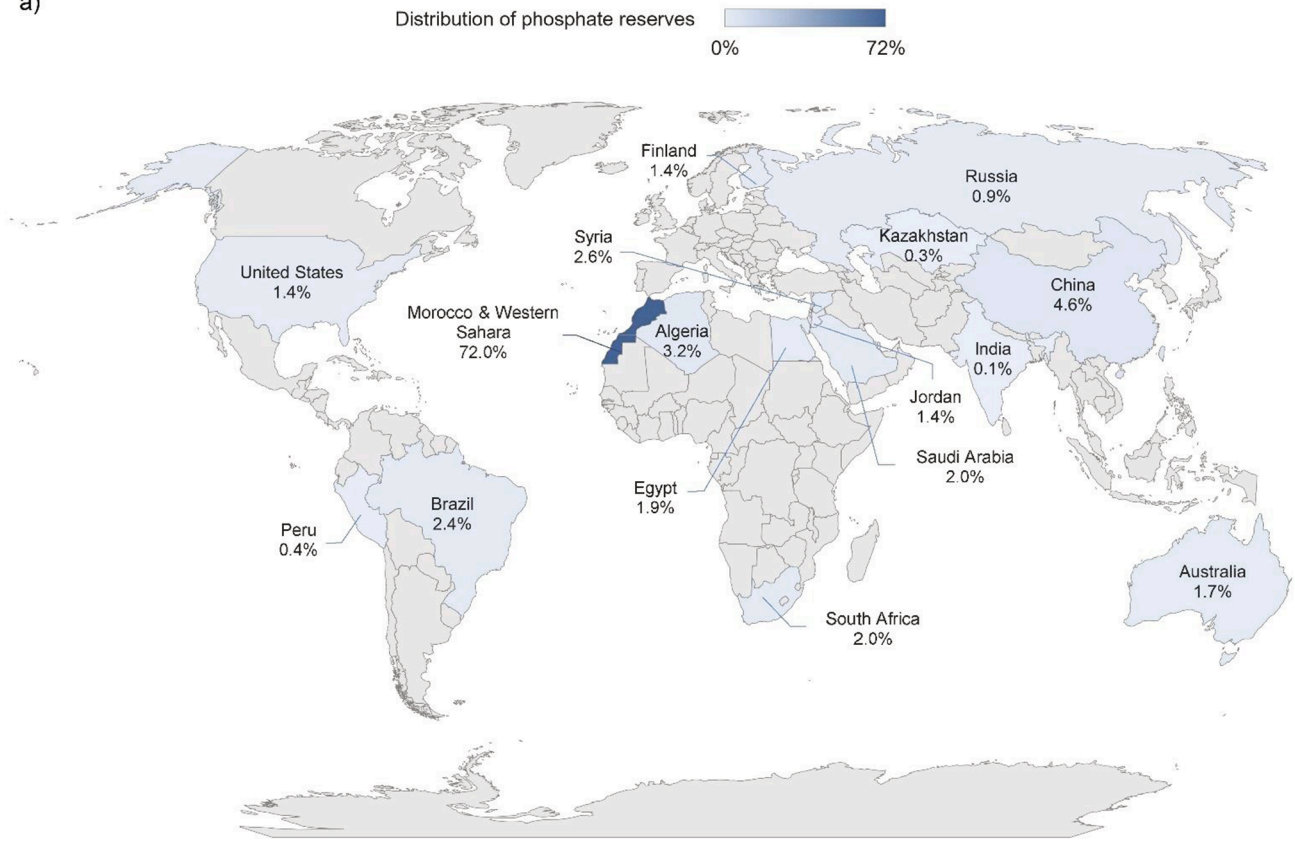 a)
Distribution of phosphate reserves
0%
72%
Finland
1.4%
Russia
0.9%
Syria
2.6%
Kazakhstan
0.3%
United States
1.4%
China
4.6%
Morocco & Western
Sahara
72.0%
Algeria
3.2%
India
0.1%
Jordan
1.4%
Saudi Arabia
2.0%
Egypt
1.9%
Brazil
2.4%
Peru
0.4%
Australia
1.7%
South Africa
2.0%